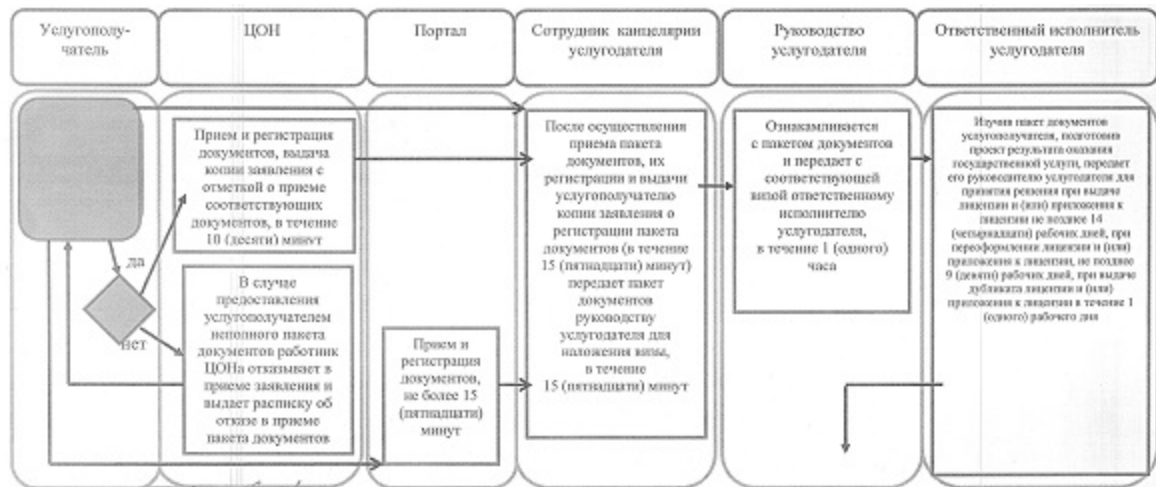 Услугополу-
чатель
ЦОН
Портал
Сотрудник канцелярии
услугодателя
Руководство
услугодателя
Ответственный исполнитель
услугодателя
Прием и регистрация
документов, выдача
копии заявления с
отметкой о приеме
соответствующих
документов, в течение
10 (десяти) минут
да
нет
В случае
предоставления
услугополучателем
неполного пакета
документов работник
ЦОНа отказывает в
приеме заявления и
выдает расписку об
отказе в приеме
пакета документов
Прием и
регистрация
документов,
не более 15
(пятнадцати)
минут
После осуществления
приема пакета
документов, их
регистрации и выдачи
услугополучателю
копии заявления о
регистрации пакета
документов (в течение
15 (пятнадцати) минут)
передает пакет
документов
руководству
услугодателя для
наложения визы,
в течение
15 (пятнадцати) минут
Ознакамливается
с пакетом документов
и передает с
соответствующей
визой ответственному
исполнителю
услугодателя,
в течение 1 (одного)
часа
Изучив пакет документов
услугополучателя, подготовив
проект результата оказания
государственной услуги, передает
его руководителю услугодателя для
принятия решения при выдаче
лицензии и (или) приложения к
лицензии не позднее 14
(четырнадцати) рабочих дней, при
переоформлении лицензии и (или)
приложения к лицензии, не позднее
9 (девяти) рабочих дней, при выдаче
дубликата лицензии и (или)
приложения к лицензии в течение 1
(одного) рабочего дня